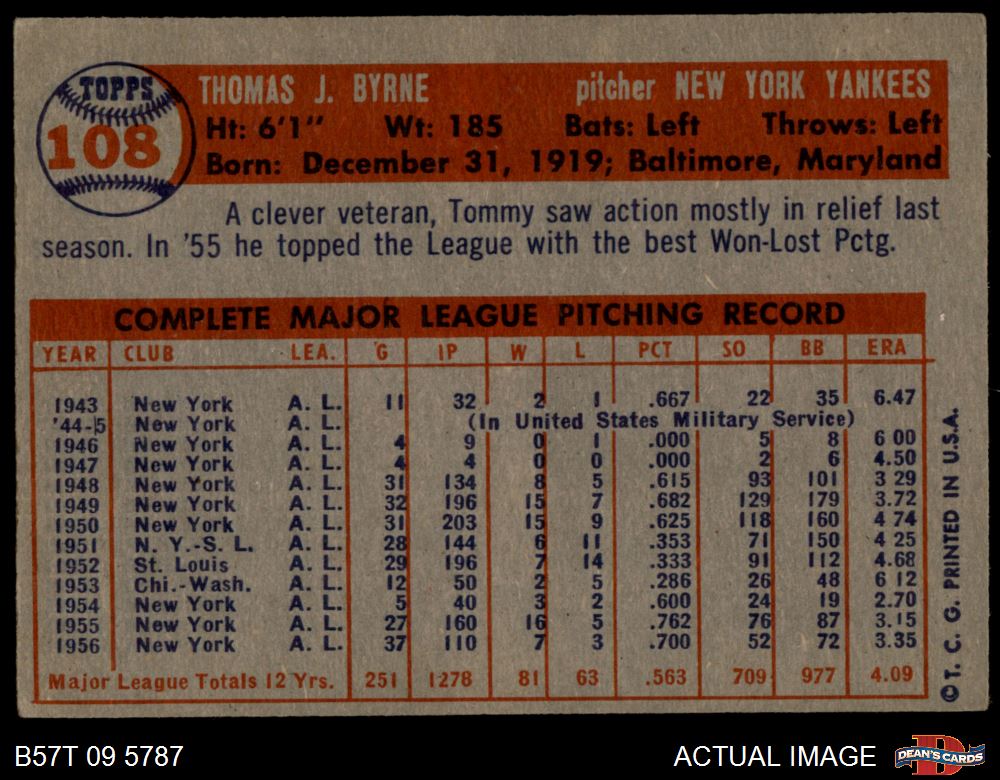 TOPPS
108
THOMAS J. BYRNE pitcher NEW YORK YANKEES
Ht: 6'1" Wt: 185 Bats: Left Throws: Left
Born: December 31, 1919; Baltimore, Maryland
A clever veteran, Tommy saw action mostly in relief last
season. In '55 he topped the League with the best Won-Lost Pctg.
COMPLETE MAJOR LEAGUE PITCHING RECORD
YEAR CLUB LEA. G IP W L PCT SO BB ERA
1943 New York A. L. 11 32 2 1 .667 22 35 6.47
'44-5 New York A. L. (In United States Military Service)
1946 New York A. L. 4 9 0 1 .000 5 8 6 00
1947 New York A. L. 4 4 0 0 .000 2 6 4.50
1948 New York A. L. 31 134 8 5 .615 93 101 3 29
1949 New York A. L. 32 196 15 7 .682 129 179 3.72
1950 New York A. L. 31 203 15 9 .625 118 160 4 74
1951 N. Y.-S. L. A. L. 28 144 6 11 .353 71 150 4 25
1952 St. Louis A. L. 29 196 7 14 .333 91 112 4.68
1953 Chi.-Wash. A. L. 12 50 2 5 .286 26 48 6 12
1954 New York A. L. 5 40 3 2 .600 24 19 2.70
1955 New York A. L. 27 160 16 5 .762 76 87 3.15
1956 New York A. L. 37 110 7 3 .700 52 72 3.35
Major League Totals 12 Yrs. 251 1278 81 63 .563 709 977 4.09
©T. C. G. PRINTED IN U.S.A.
B57T 09 5787
ACTUAL IMAGE
DEAN'S CARDS